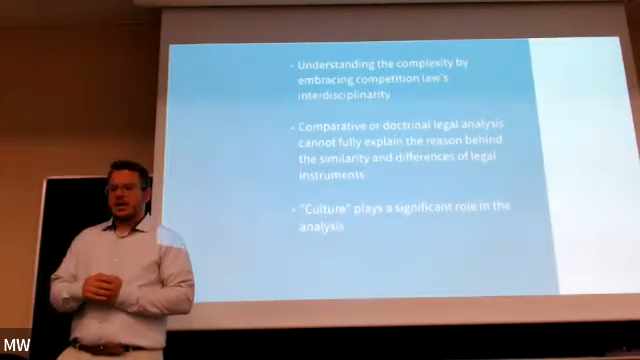 - Understanding the complexity by
embracing competition law's
interdisciplinarity
- Comparative or doctrinal legal analysis
cannot fully explain the reason behind
the similarity and differences of legal
instruments
- "Culture" plays a significant role in the
analysis
MW